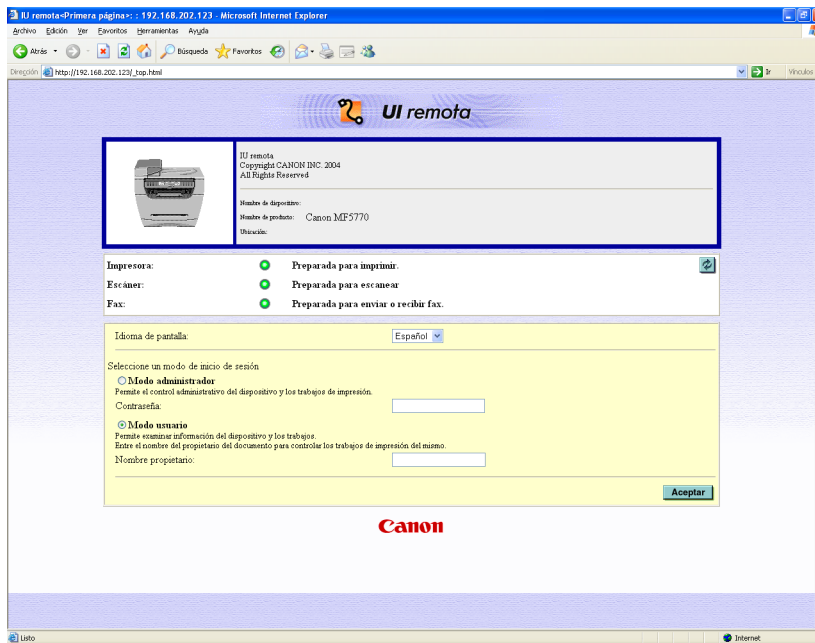 IU remota<Primera página>: : 192.168.202.123 - Microsoft Internet Explorer
Archivo Edición Ver Favoritos Herramientas Ayuda
Atrás Búsqueda Favoritos
Dirección http://192.168.202.123/_top.html Ir Vínculos
UI remota
IU remota
Copyright CANON INC. 2004
All Rights Reserved
Nombre de dispositivo:
Nombre de producto: Canon MF5770
Ubicación:
Impresora: Preparada para imprimir.
Escáner: Preparada para escanear
Fax: Preparada para enviar o recibir fax.
Idioma de pantalla: Español
Seleccione un modo de inicio de sesión
Modo administrador
Permite el control administrativo del dispositivo y los trabajos de impresión.
Contraseña:
Modo usuario
Permite examinar información del dispositivo y los trabajos.
Entre el nombre del propietario del documento para controlar los trabajos de impresión del mismo.
Nombre propietario:
Aceptar
Canon
Listo Internet